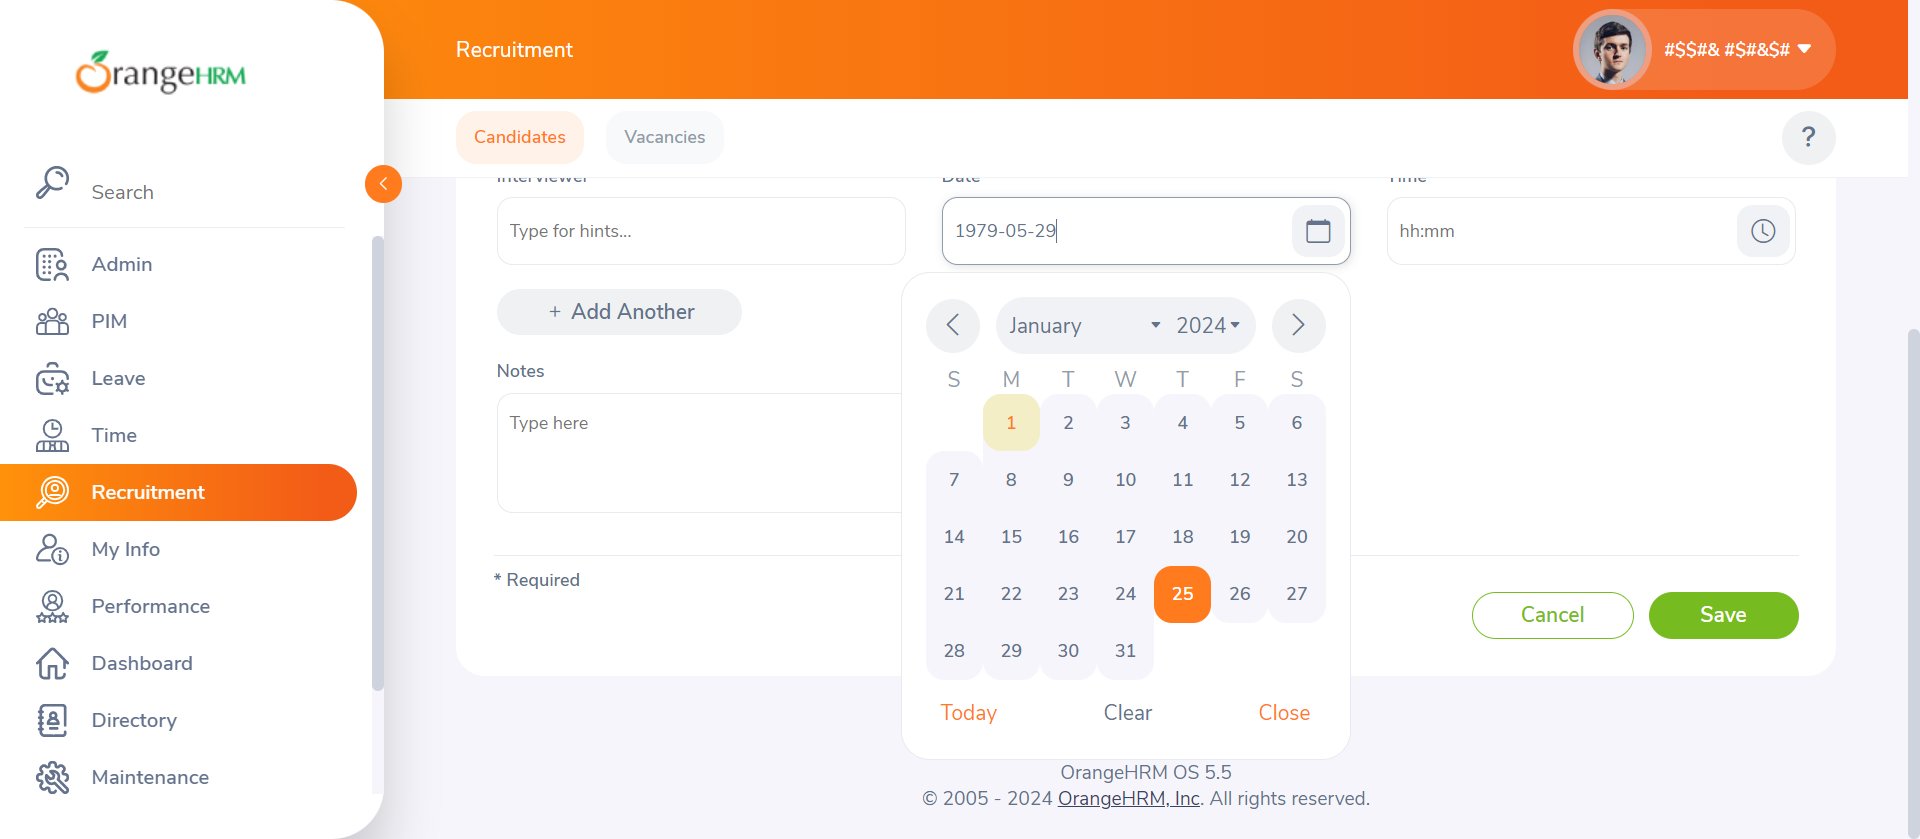 OrangeHRM
Search
Admin
PIM
Leave
Time
Recruitment
My Info
Performance
Dashboard
Directory
Maintenance
Recruitment
#$$#& #$#&$#
Candidates
Vacancies
?
Interviewer
Date
Time
Type for hints...
1979-05-29
hh:mm
+ Add Another
Notes
Type here
January 2024
S M T W T F S
1 2 3 4 5 6
7 8 9 10 11 12 13
14 15 16 17 18 19 20
21 22 23 24 25 26 27
28 29 30 31
Today Clear Close
* Required
Cancel
Save
OrangeHRM OS 5.5
© 2005 - 2024 OrangeHRM, Inc. All rights reserved.